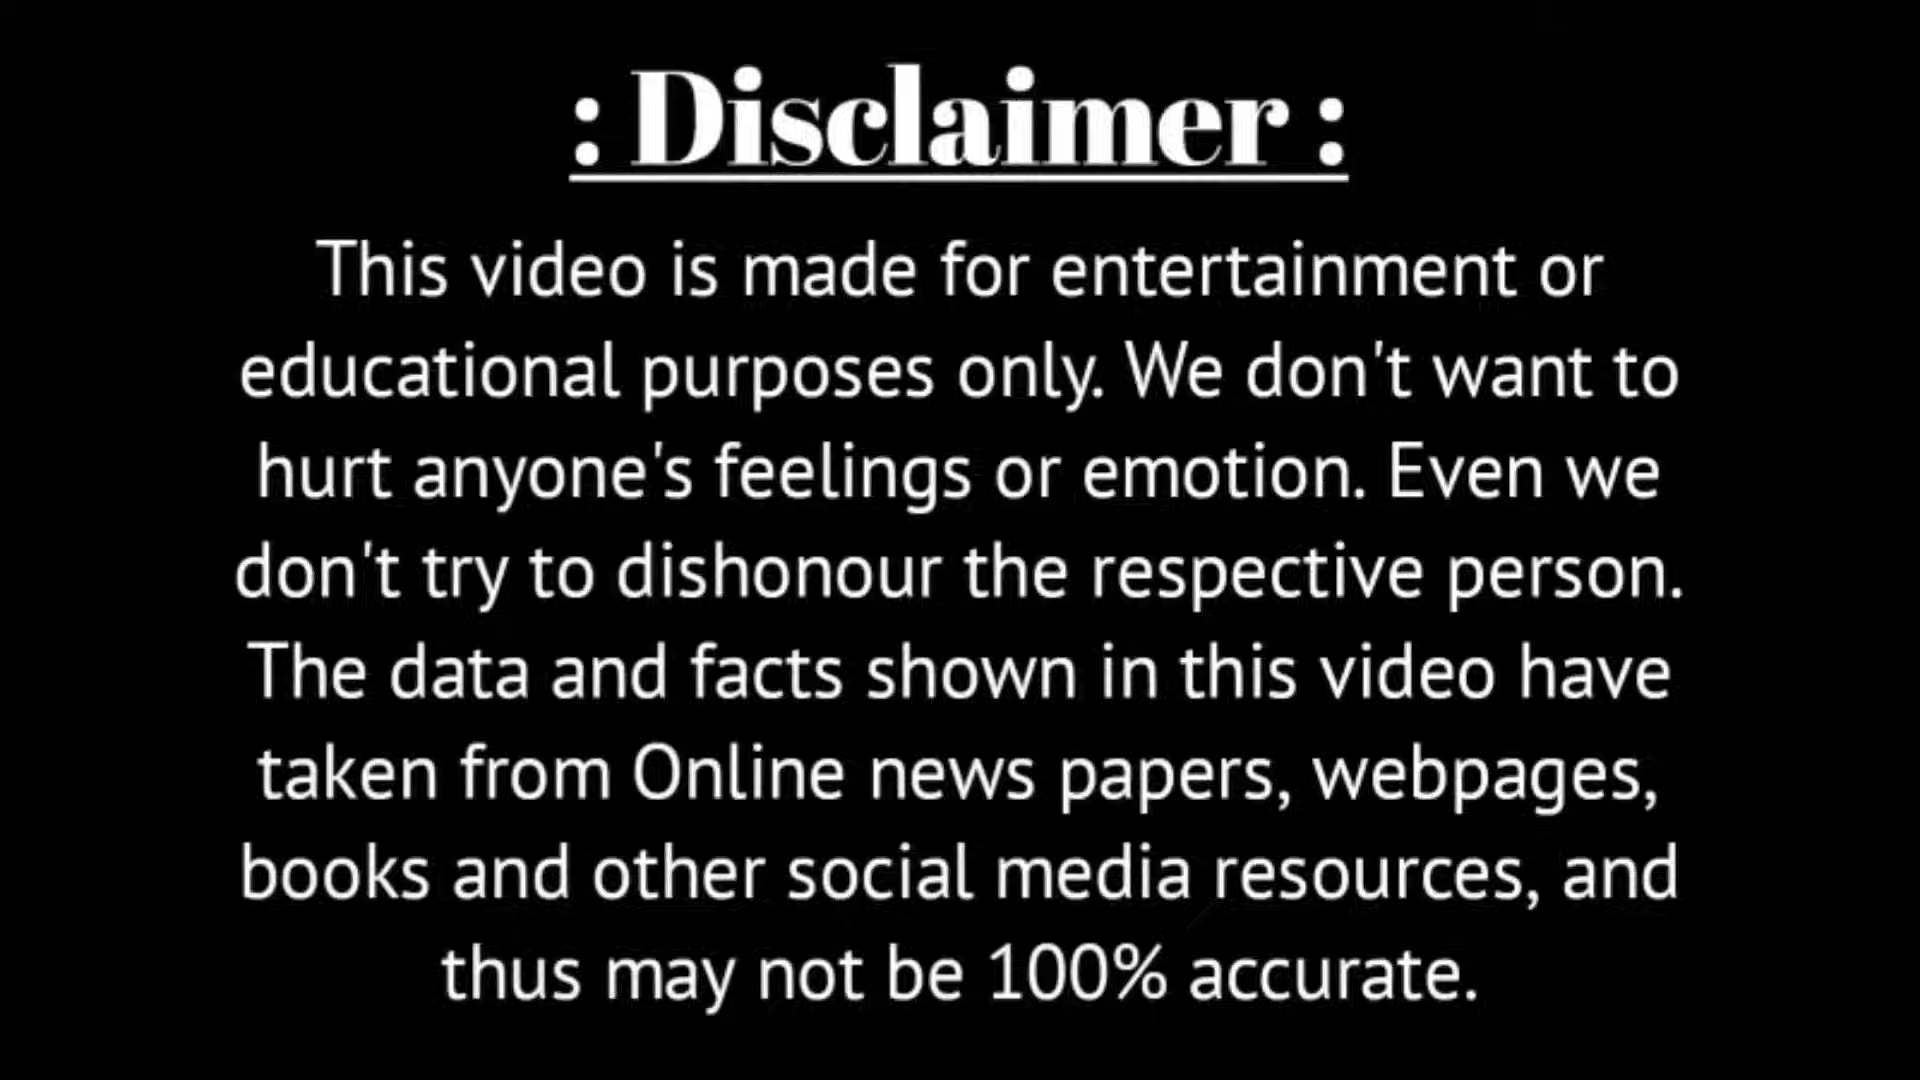 : Disclaimer :
This video is made for entertainment or
educational purposes only. We don't want to
hurt anyone's feelings or emotion. Even we
don't try to dishonour the respective person.
The data and facts shown in this video have
taken from Online news papers, webpages,
books and other social media resources, and
thus may not be 100% accurate.